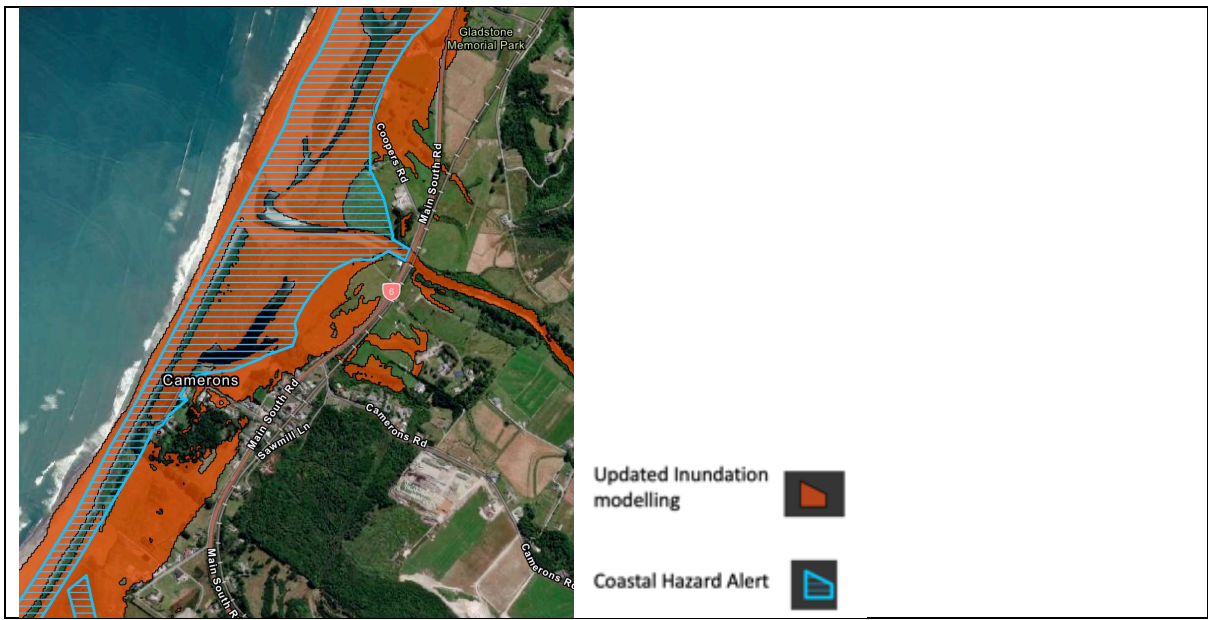 Gladstone
Memorial Park
Coopers Rd
Main South Rd
6
Camerons
Main South Rd
Sawmill Ln
Camerons Rd
Main South R
Camerons Rd
Updated Inundation
modelling
Coastal Hazard Alert